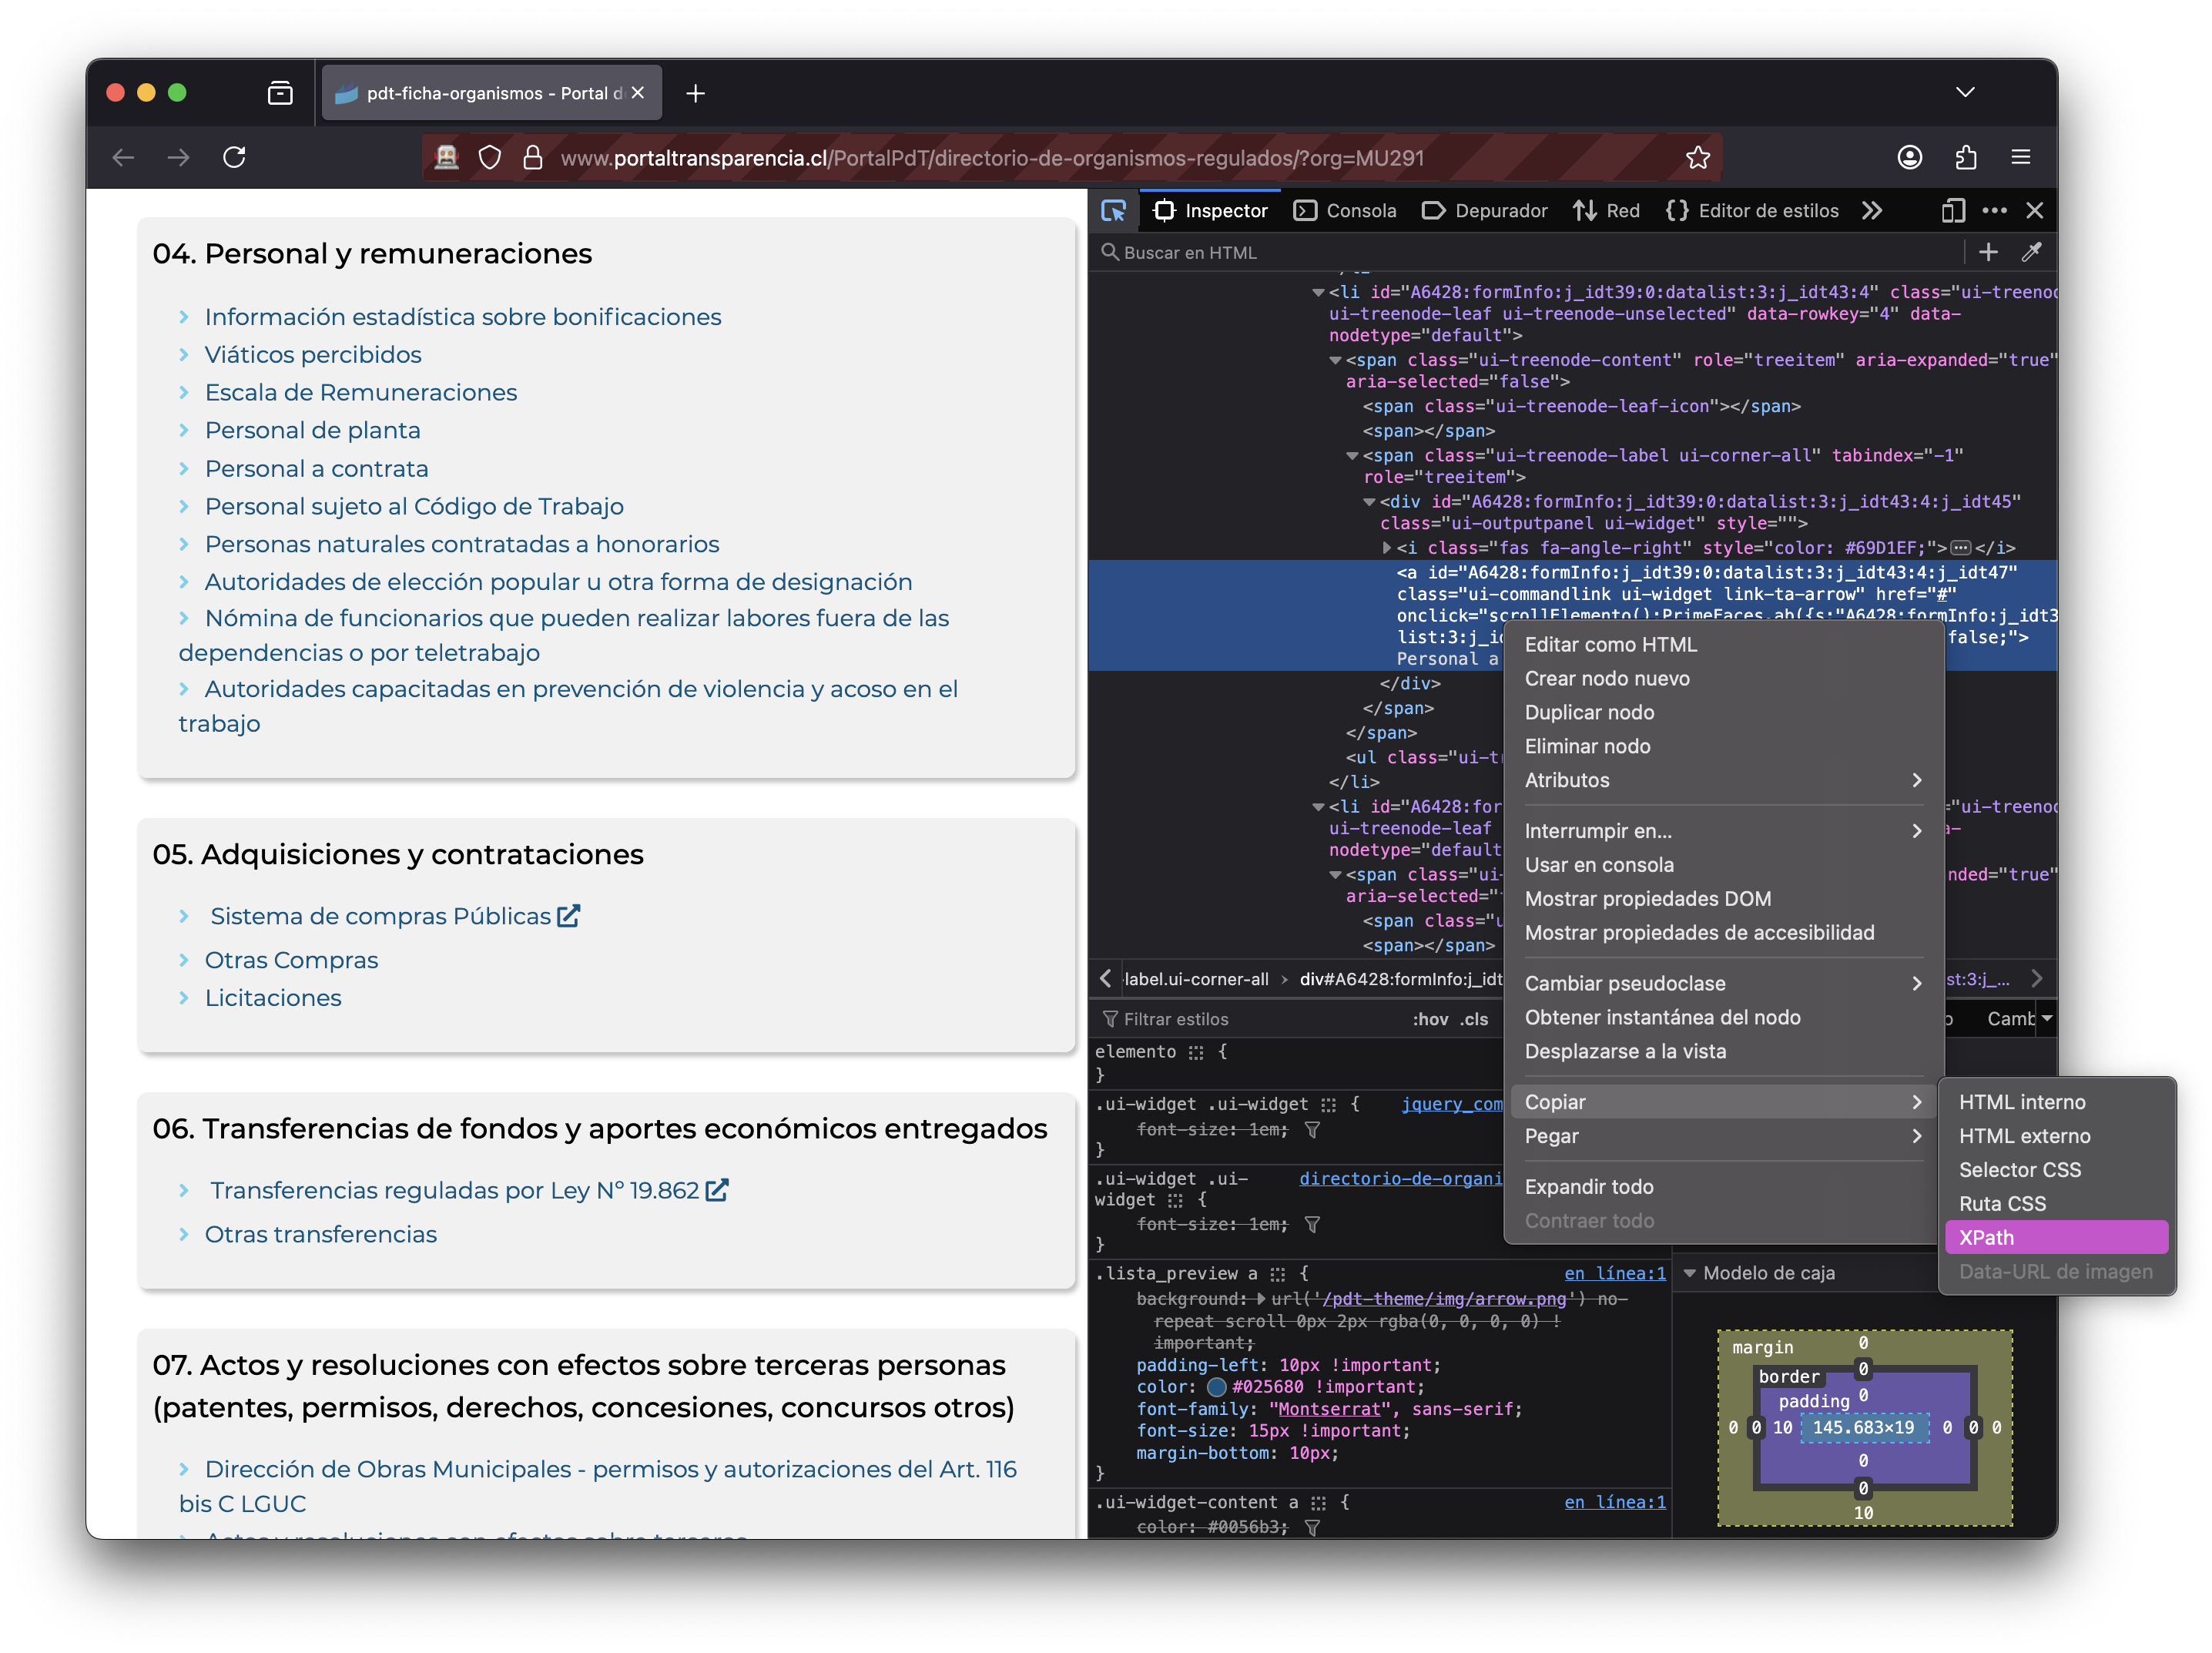 pdt-ficha-organismos - Portal d
www.portaltransparencia.cl/PortalPdT/directorio-de-organismos-regulados/?org=MU291
04. Personal y remuneraciones
Información estadística sobre bonificaciones
Viáticos percibidos
Escala de Remuneraciones
Personal de planta
Personal a contrata
Personal sujeto al Código de Trabajo
Personas naturales contratadas a honorarios
Autoridades de elección popular u otra forma de designación
Nómina de funcionarios que pueden realizar labores fuera de las
dependencias o por teletrabajo
Autoridades capacitadas en prevención de violencia y acoso en el
trabajo
05. Adquisiciones y contrataciones
Sistema de compras Públicas
Otras Compras
Licitaciones
06. Transferencias de fondos y aportes económicos entregados
Transferencias reguladas por Ley Nº 19.862
Otras transferencias
07. Actos y resoluciones con efectos sobre terceras personas
(patentes, permisos, derechos, concesiones, concursos otros)
Dirección de Obras Municipales - permisos y autorizaciones del Art. 116
bis C LGUC
Inspector Consola Depurador Red {} Editor de estilos
Buscar en HTML
<li id="A6428:formInfo:j_idt39:0:datalist:3:j_idt43:4" class="ui-treenod
ui-treenode-leaf ui-treenode-unselected" data-rowkey="4" data-
nodetype="default">
<span class="ui-treenode-content" role="treeitem" aria-expanded="true"
aria-selected="false">
<span class="ui-treenode-leaf-icon"></span>
<span></span>
<span class="ui-treenode-label ui-corner-all" tabindex="-1"
role="treeitem">
<div id="A6428:formInfo:j_idt39:0:datalist:3:j_idt43:4:j_idt45"
class="ui-outputpanel ui-widget" style="">
<i class="fas fa-angle-right" style="color: #69D1EF;"></i>
<a id="A6428:formInfo:j_idt39:0:datalist:3:j_idt43:4:j_idt47"
class="ui-commandlink ui-widget link-ta-arrow" href="#"
onclick="scrollElemento();PrimeFaces.ab({s:"A6428:formInfo:j_idt3
list:3:j_i false;">
Personal a
</div>
</span>
</span>
<ul class="ui-t
</li>
<li id="A6428:for ="ui-treenod
ui-treenode-leaf a-
nodetype="default
<span class="ui- nded="true"
aria-selected="
<span class="u
<span></span>
-label.ui-corner-all div#A6428:formInfo:j_idt st:3:j_...
Filtrar estilos :hov .cls Camb
elemento {
}
.ui-widget .ui-widget { jquery_com
font-size: 1em;
}
.ui-widget .ui- directorio-de-organi
widget {
font-size: 1em;
}
.lista_preview a { en línea:1
background: url('/pdt-theme/img/arrow.png') no-
repeat scroll 0px 2px rgba(0, 0, 0, 0) !
important;
padding-left: 10px !important;
color: #025680 !important;
font-family: "Montserrat", sans-serif;
font-size: 15px !important;
margin-bottom: 10px;
}
.ui-widget-content a { en línea:1
color: #0056b3;
Editar como HTML
Crear nodo nuevo
Duplicar nodo
Eliminar nodo
Atributos
Interrumpir en...
Usar en consola
Mostrar propiedades DOM
Mostrar propiedades de accesibilidad
Cambiar pseudoclase
Obtener instantánea del nodo
Desplazarse a la vista
Copiar
Pegar
Expandir todo
Contraer todo
HTML interno
HTML externo
Selector CSS
Ruta CSS
XPath
Data-URL de imagen
Modelo de caja
margin 0
border 0
padding 0
0 0 10 145.683×19 0 0 0
0
0
10